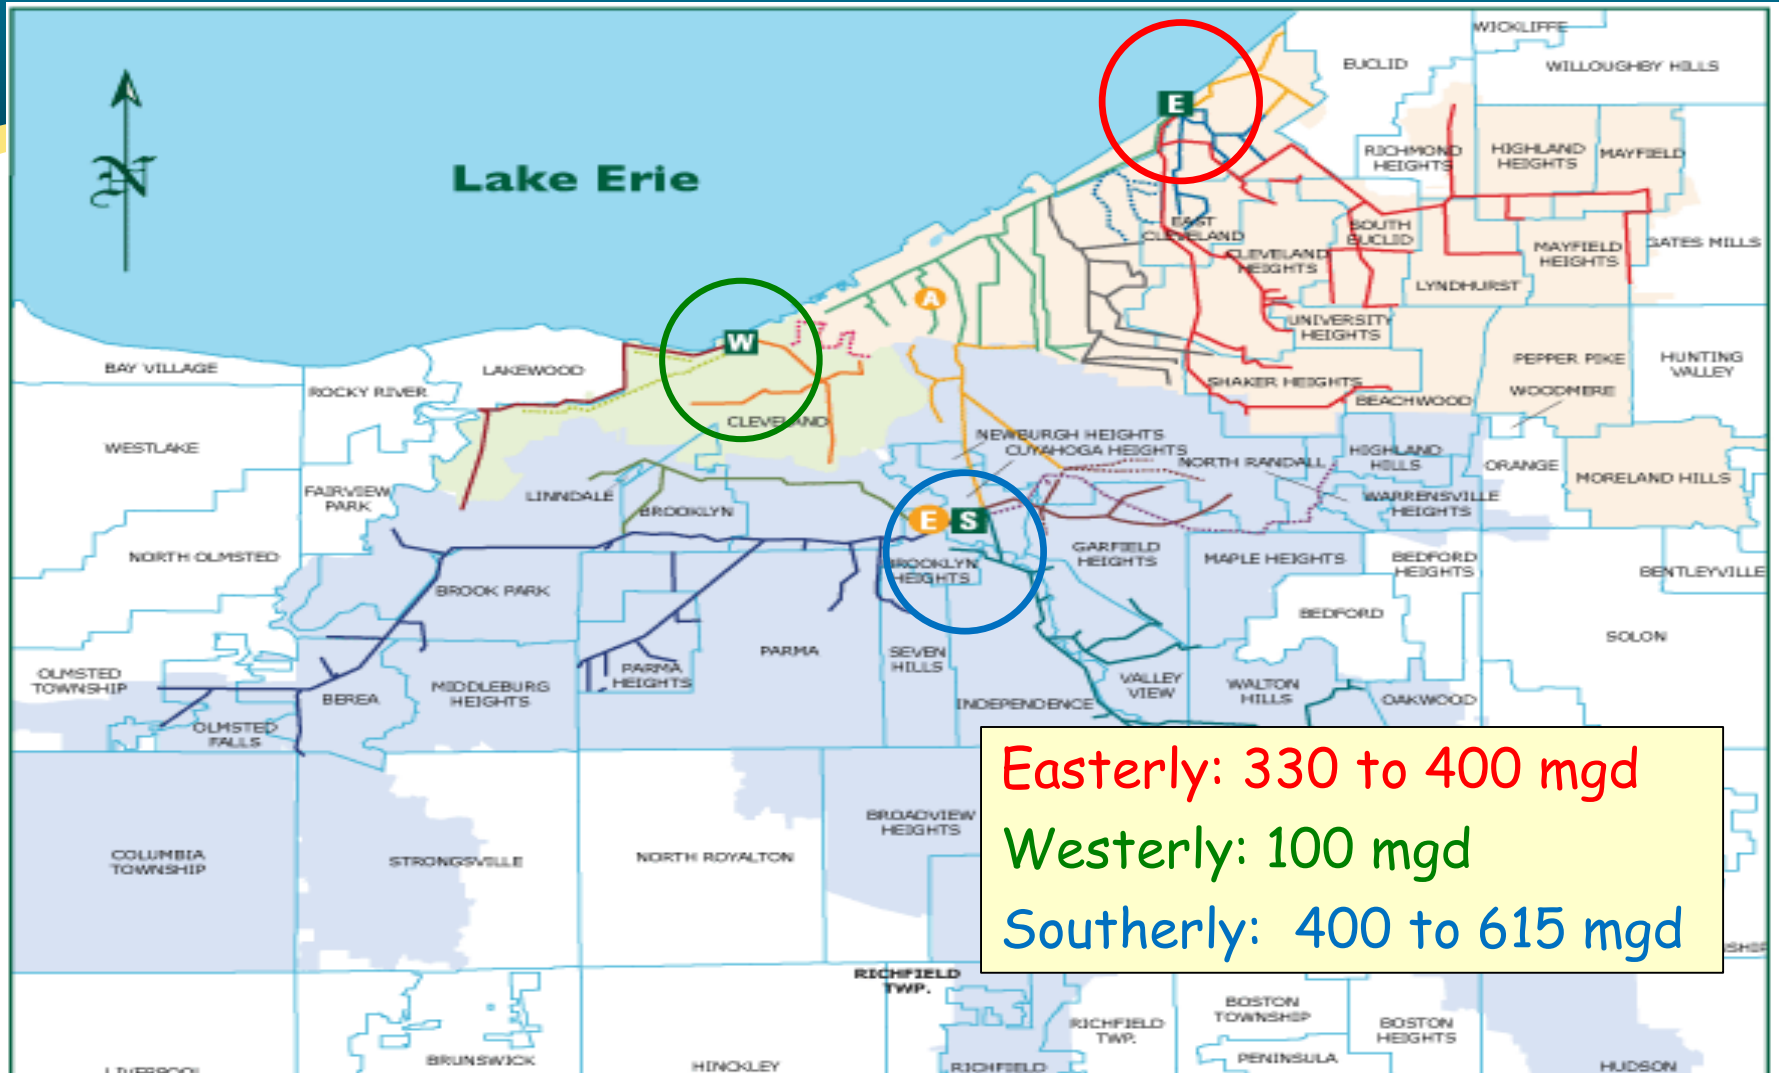 WICKLIFFE
EUCLID
WILLOUGHBY HILLS
E
N
Lake Erie
RICHMOND
HEIGHTS
HIGHLAND
HEIGHTS
MAYFIELD
EAST
CLEVELAND
SOUTH
EUCLID
CLEVELAND
HEIGHTS
MAYFIELD
HEIGHTS
GATES MILLS
LYNDHURST
A
UNIVERSITY
HEIGHTS
W
BAY VILLAGE
LAKEWOOD
ROCKY RIVER
PEPPER PIKE
HUNTING
VALLEY
SHAKER HEIGHTS
WOODMERE
BEACHWOOD
CLEVELAND
WESTLAKE
NEWBURGH HEIGHTS
CUYAHOGA HEIGHTS
NORTH RANDALL
HIGHLAND
HILLS
ORANGE
MORELAND HILLS
FAIRVIEW
PARK
LINNDALE
BROOKLYN
WARRENSVILLE
HEIGHTS
E
S
NORTH OLMSTED
GARFIELD
HEIGHTS
MAPLE HEIGHTS
BEDFORD
HEIGHTS
BENTLEYVILLE
BROOKLYN
HEIGHTS
BROOK PARK
BEDFORD
SOLON
OLMSTED
TOWNSHIP
PARMA
SEVEN
HILLS
PARMA
HEIGHTS
BEREA
MIDDLEBURG
HEIGHTS
VALLEY
VIEW
WALTON
HILLS
OAKWOOD
INDEPENDENCE
OLMSTED
FALLS
Easterly: 330 to 400 mgd
Westerly: 100 mgd
Southerly: 400 to 615 mgd
BROADVIEW
HEIGHTS
COLUMBIA
TOWNSHIP
STRONGSVILLE
NORTH ROYALTON
RICHFIELD
TWP.
BOSTON
TOWNSHIP
RICHFIELD
TWP.
BOSTON
HEIGHTS
BRUNSWICK
HINCKLEY
RICHFIELD
PENINSULA
HUDSON